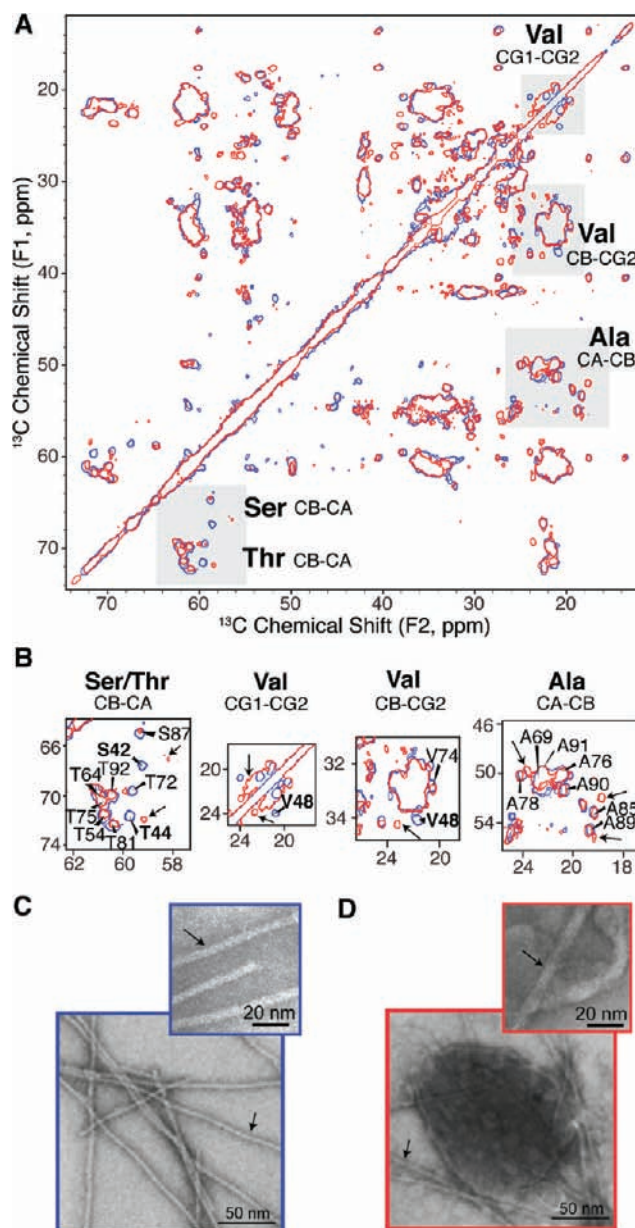 A
Val
CG1-CG2
Val
CB-CG2
Ala
CA-CB
Ser CB-CA
Thr CB-CA
20
30
40
50
60
70
¹³C Chemical Shift (F1, ppm)
70 60 50 40 30 20
¹³C Chemical Shift (F2, ppm)
B
Ser/Thr
CB-CA
Val
CG1-CG2
Val
CB-CG2
Ala
CA-CB
66
70
74
62 60 58
S87
S42
T64 T92
T72
T75
T54
T81
T44
20
24
24 20
V48
32
34
24 20
V74
V48
46
50
54
24 20 18
A69
A91
A76
A78
A90
A85
A89
C
20 nm
50 nm
D
20 nm
50 nm